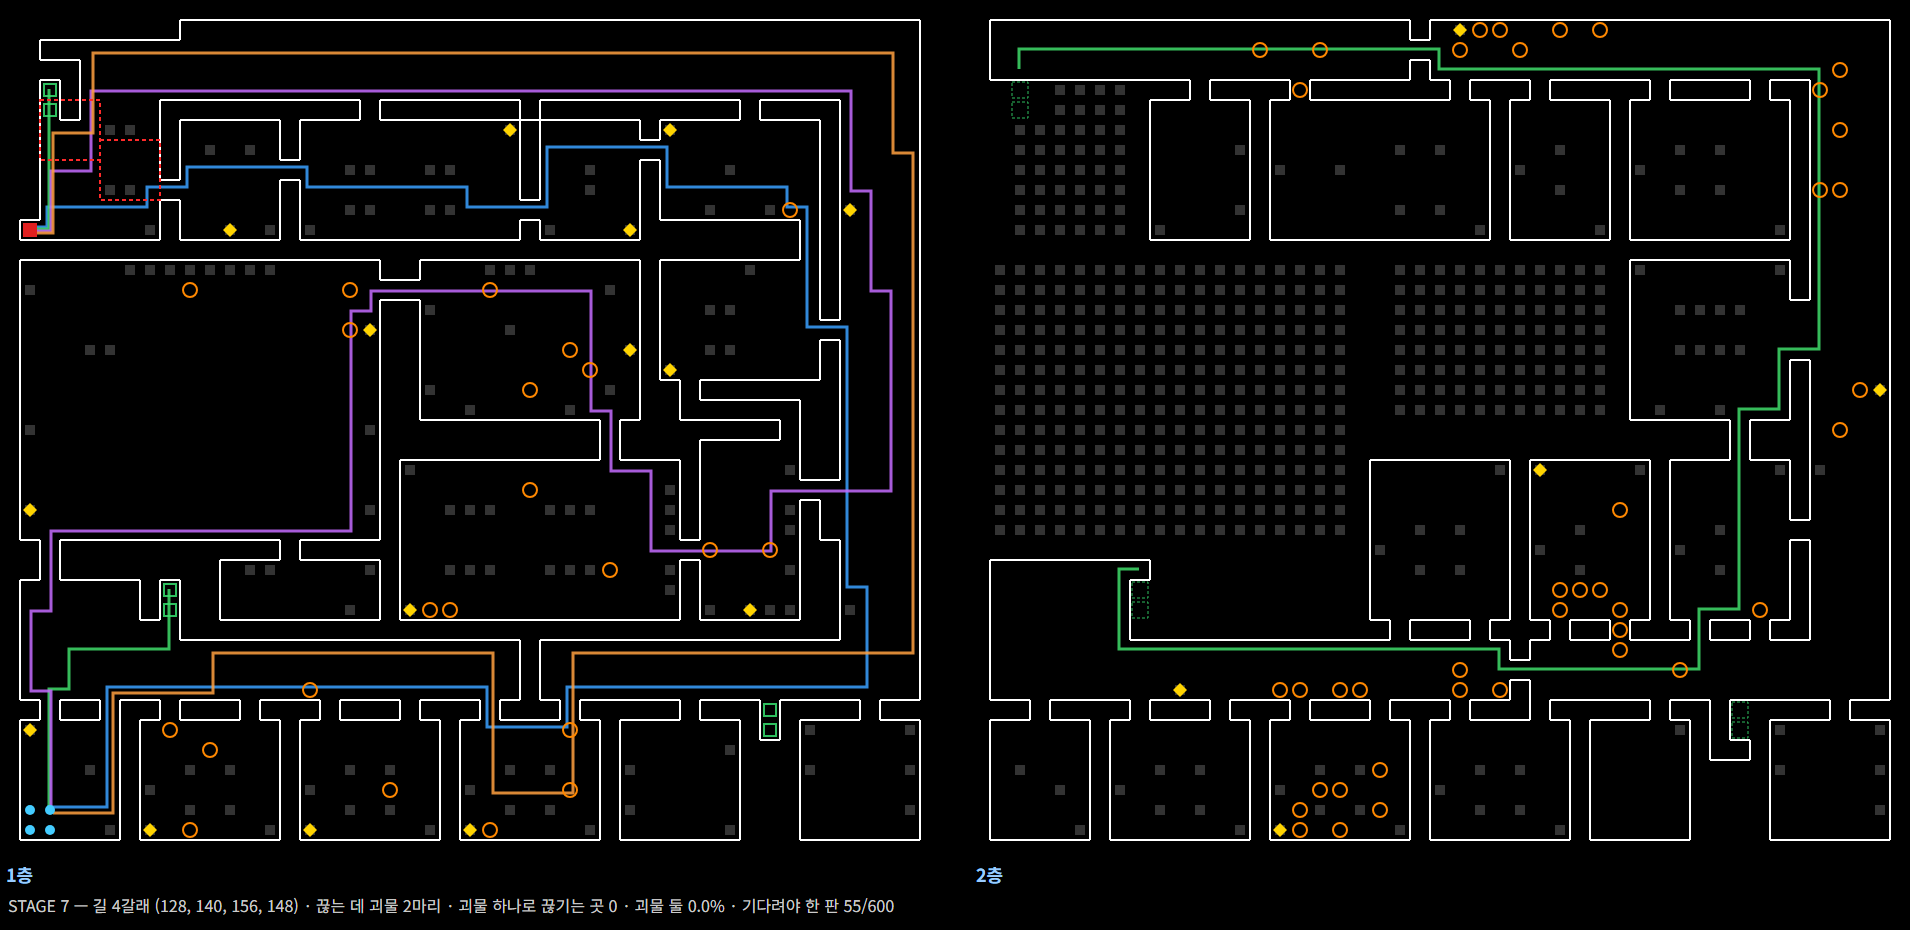 1층
2층
STAGE 7 — 길 4갈래 (128, 140, 156, 148) · 끊는 데 괴물 2마리 · 괴물 하나로 끊기는 곳 0 · 괴물 둘 0.0% · 기다려야 한 판 55/600